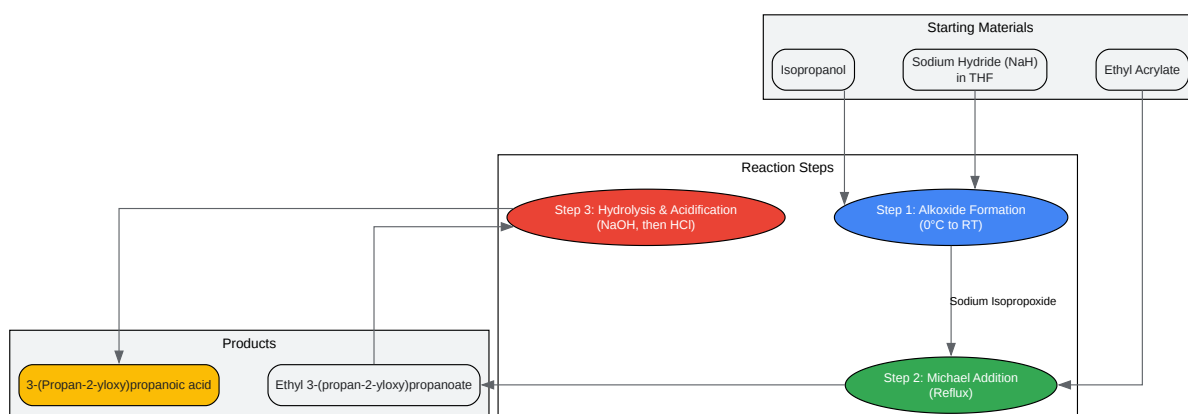 Starting Materials
Isopropanol
Sodium Hydride (NaH)
in THF
Ethyl Acrylate
Reaction Steps
Step 3: Hydrolysis & Acidification
(NaOH, then HCl)
Step 1: Alkoxide Formation
(0°C to RT)
Sodium Isopropoxide
Products
3-(Propan-2-yloxy)propanoic acid
Ethyl 3-(propan-2-yloxy)propanoate
Step 2: Michael Addition
(Reflux)